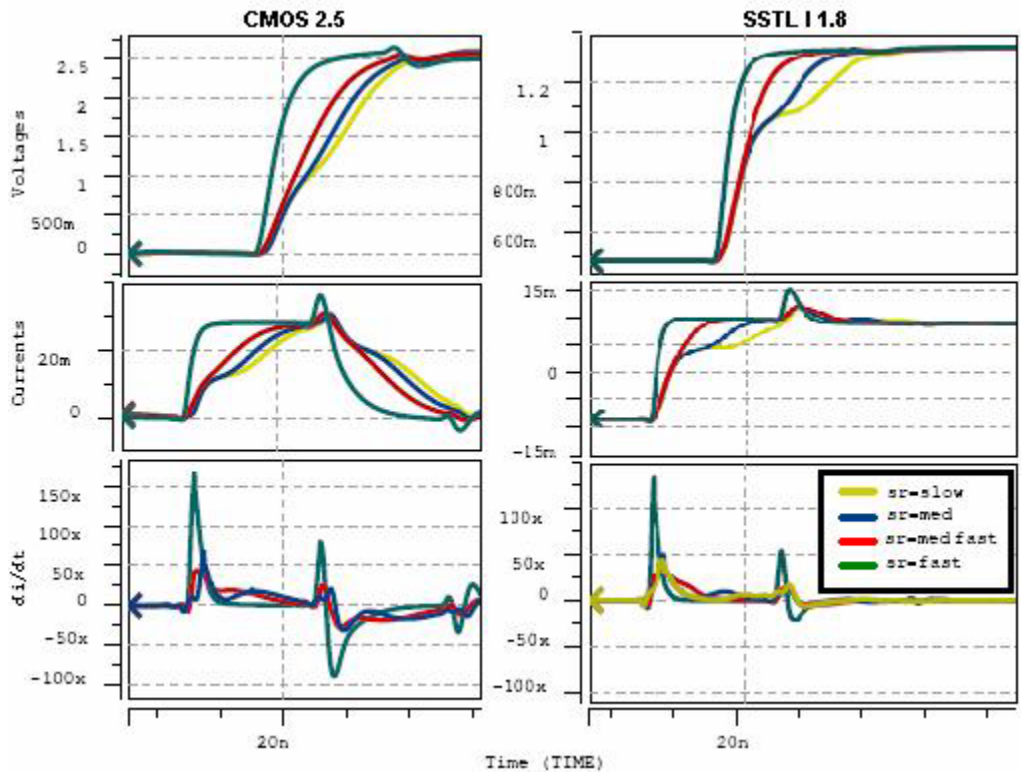 CMOS 2.5
SSTL I 1.8
Voltages
2.5
2
1.5
1
500m
0
1.2
1
800m
600m
Currents
20m
0
15m
0
-15m
di/dt
150x
100x
50x
0
-50x
-100x
100x
50x
0
-50x
-100x
sr=slow
sr=med
sr=medfast
sr=fast
20n
20n
Time (TIME)